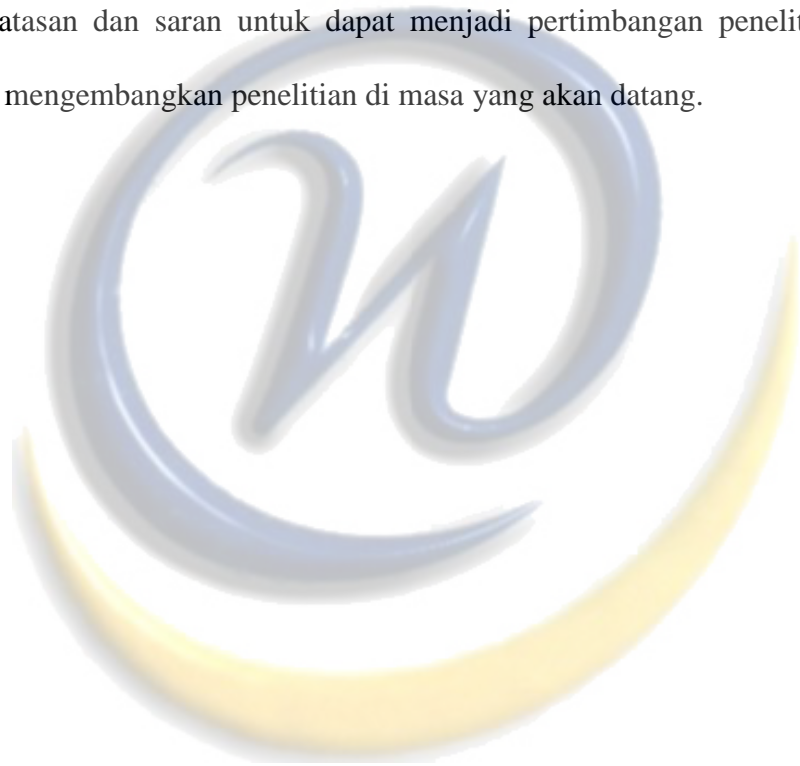 atasan dan saran untuk dapat menjadi pertimbangan penelit
mengembangkan penelitian di masa yang akan datang.